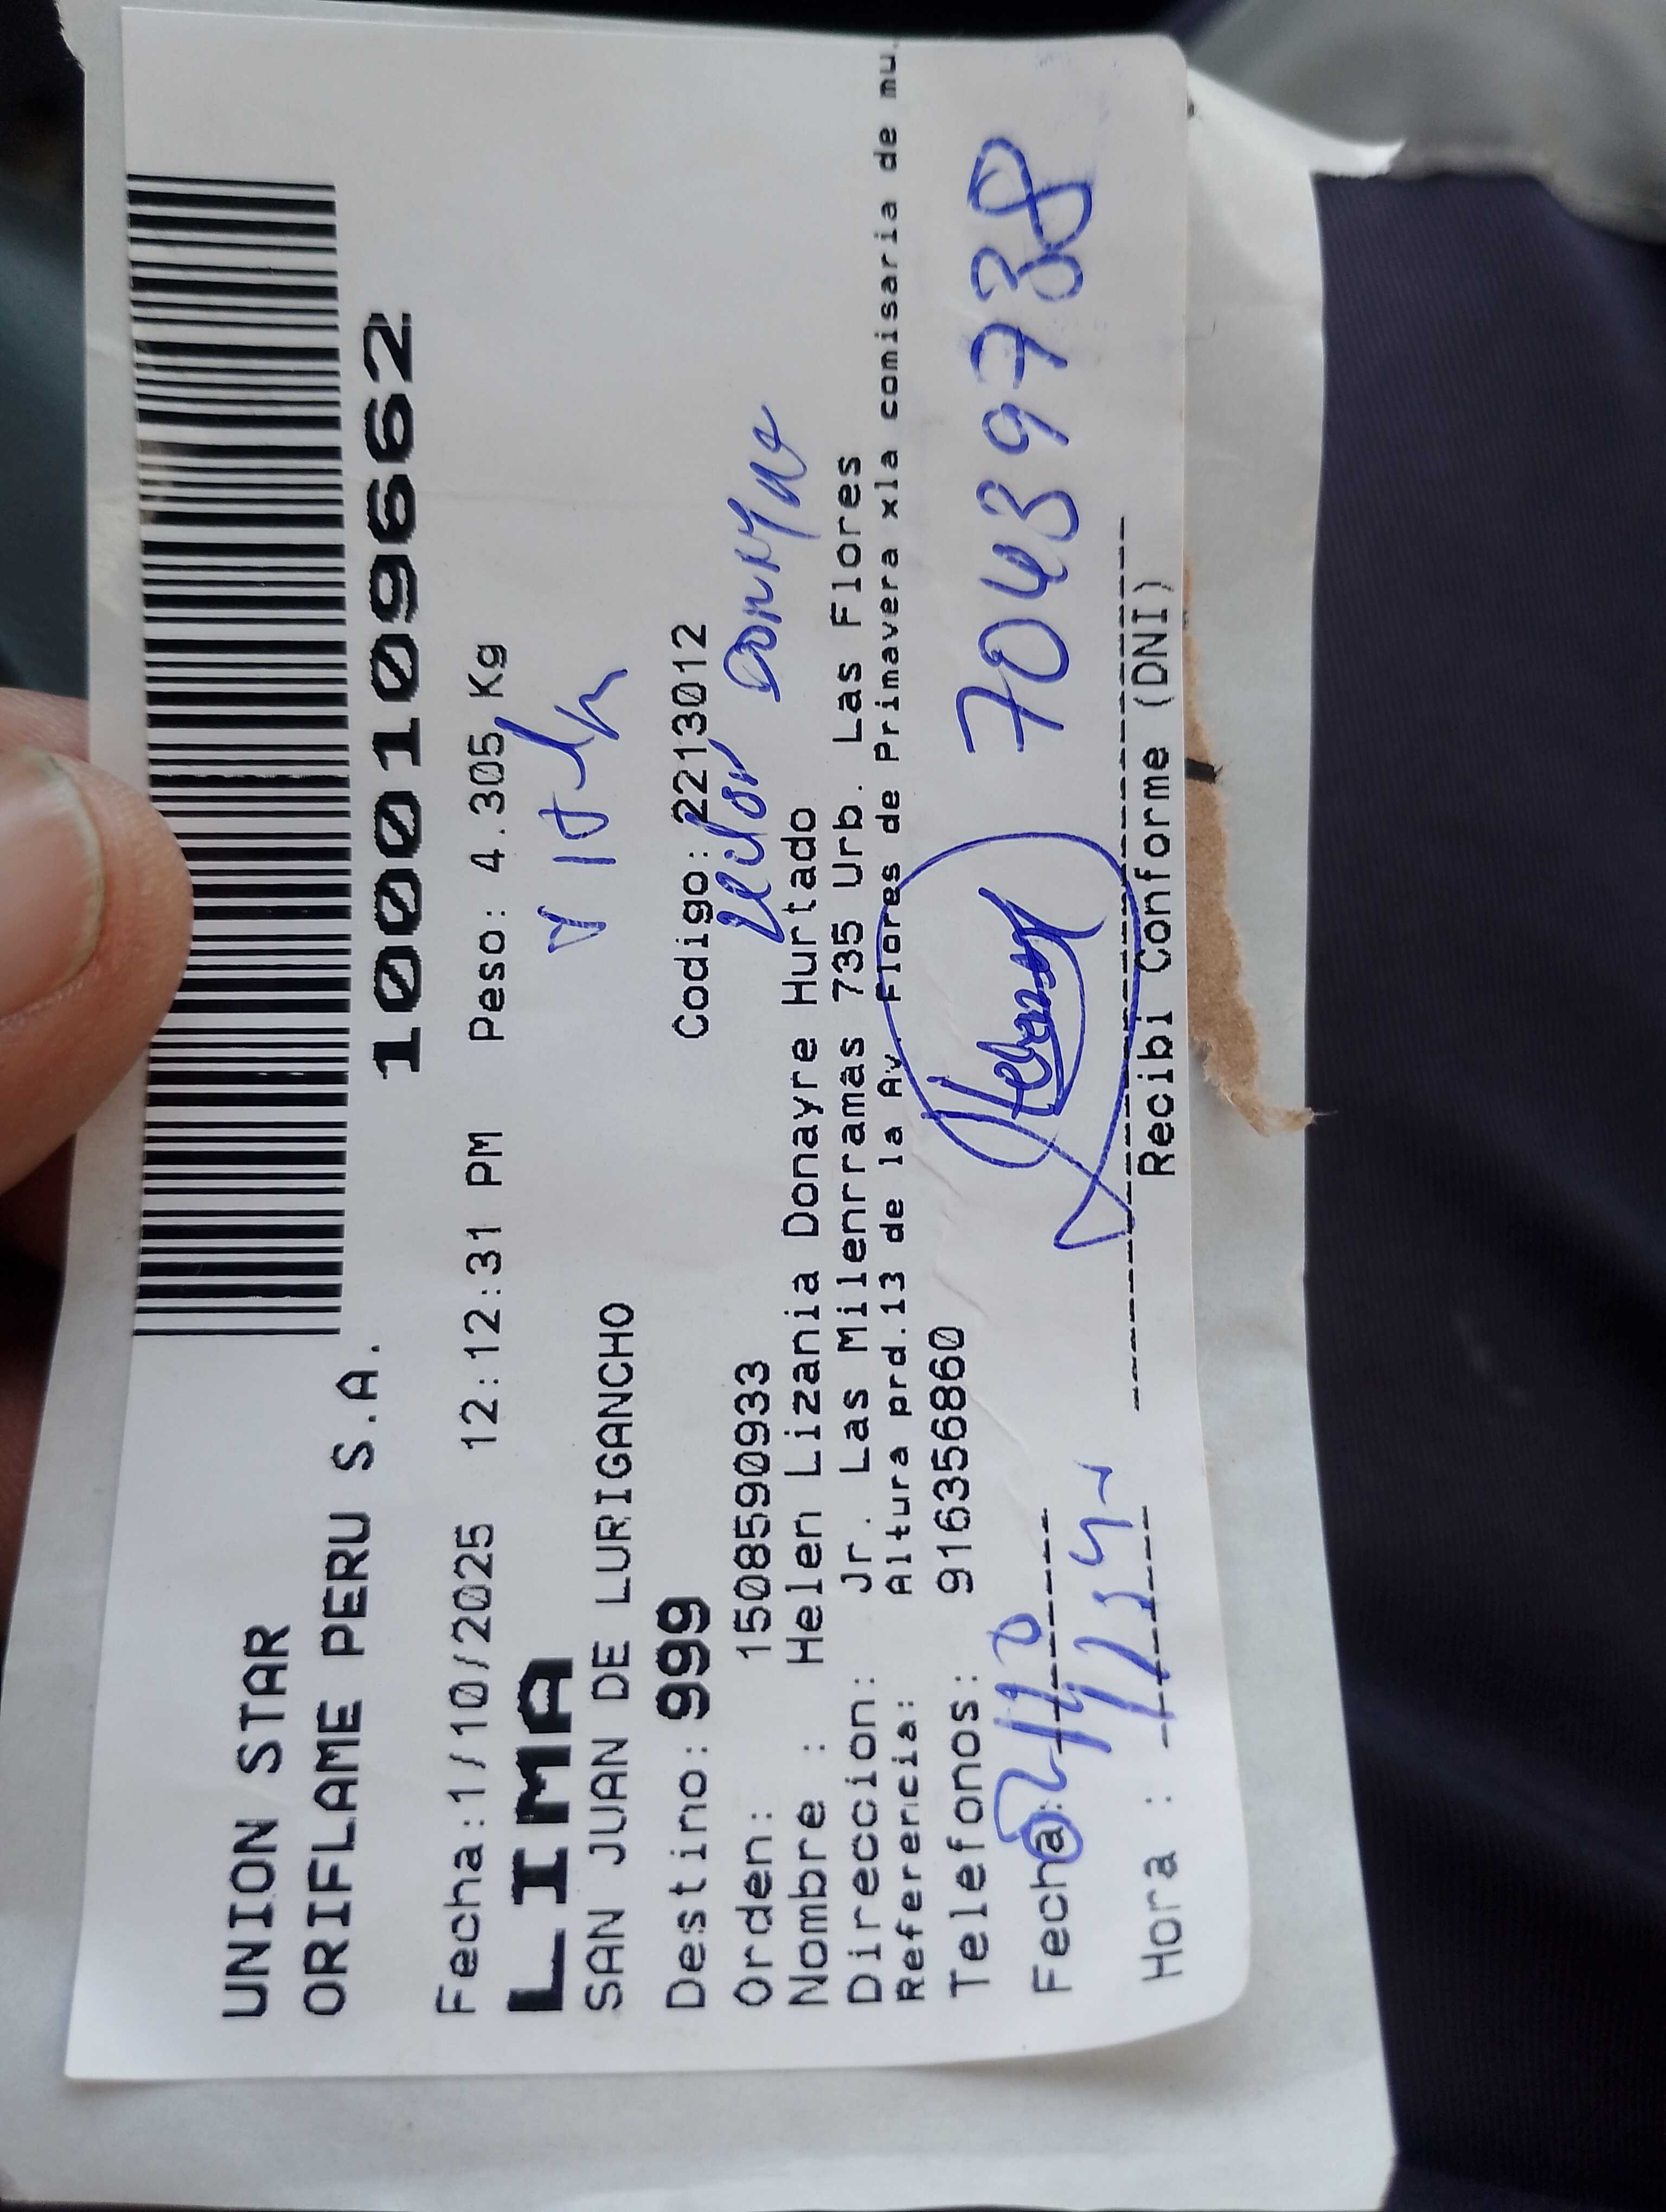 UNION STAR
ORIFLAME PERU S.A.
10001109662
Fecha:1/10/2025 12:12:31 PM Peso: 4.305 Kg
LIMA
SAN JUAN DE LURIGANCHO
Destino: 999 Codigo: 2213012
Orden: 1508590933
Donayre
Nombre : Helen Lizania Donayre Hurtado
Direccion: Jr. Las Milenrramas 735 Urb. Las Flores
Referencia: Altura prd.13 de la Av. Flores de Primavera xla comisaria de mu
Telefonos: 916356860
70439738
Fecha:
Hora :
Recibi Conforme (DNI)